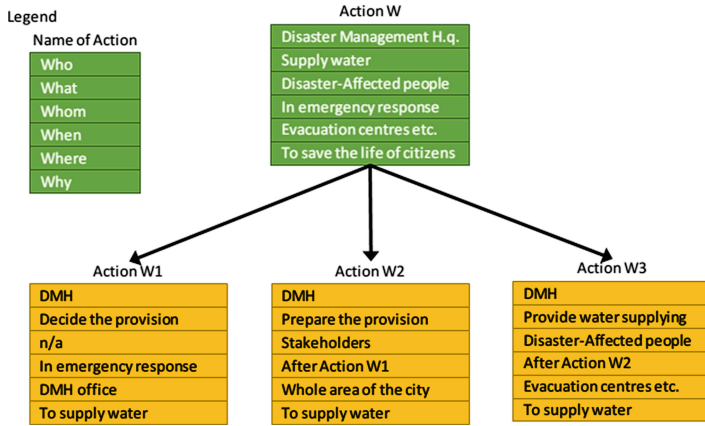 Legend
Name of Action
Who
What
Whom
When
Where
Why
Action W
Disaster Management H.q.
Supply water
Disaster-Affected people
In emergency response
Evacuation centres etc.
To save the life of citizens
Action W1
DMH
Decide the provision
n/a
In emergency response
DMH office
To supply water
Action W2
DMH
Prepare the provision
Stakeholders
After Action W1
Whole area of the city
To supply water
Action W3
DMH
Provide water supplying
Disaster-Affected people
After Action W2
Evacuation centres etc.
To supply water